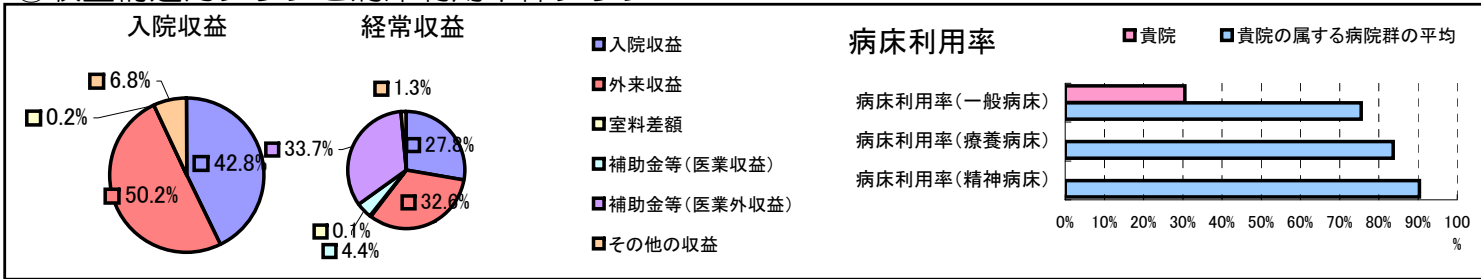 入院収益
6.8%
0.2%
42.8%
50.2%
経常収益
1.3%
33.7%
27.8%
32.6%
0.1%
4.4%
入院収益
外来収益
室料差額
補助金等(医業収益)
補助金等(医業外収益)
その他の収益
病床利用率
貴院 貴院の属する病院群の平均
病床利用率(一般病床)
病床利用率(療養病床)
病床利用率(精神病床)
0% 10% 20% 30% 40% 50% 60% 70% 80% 90% 100
%